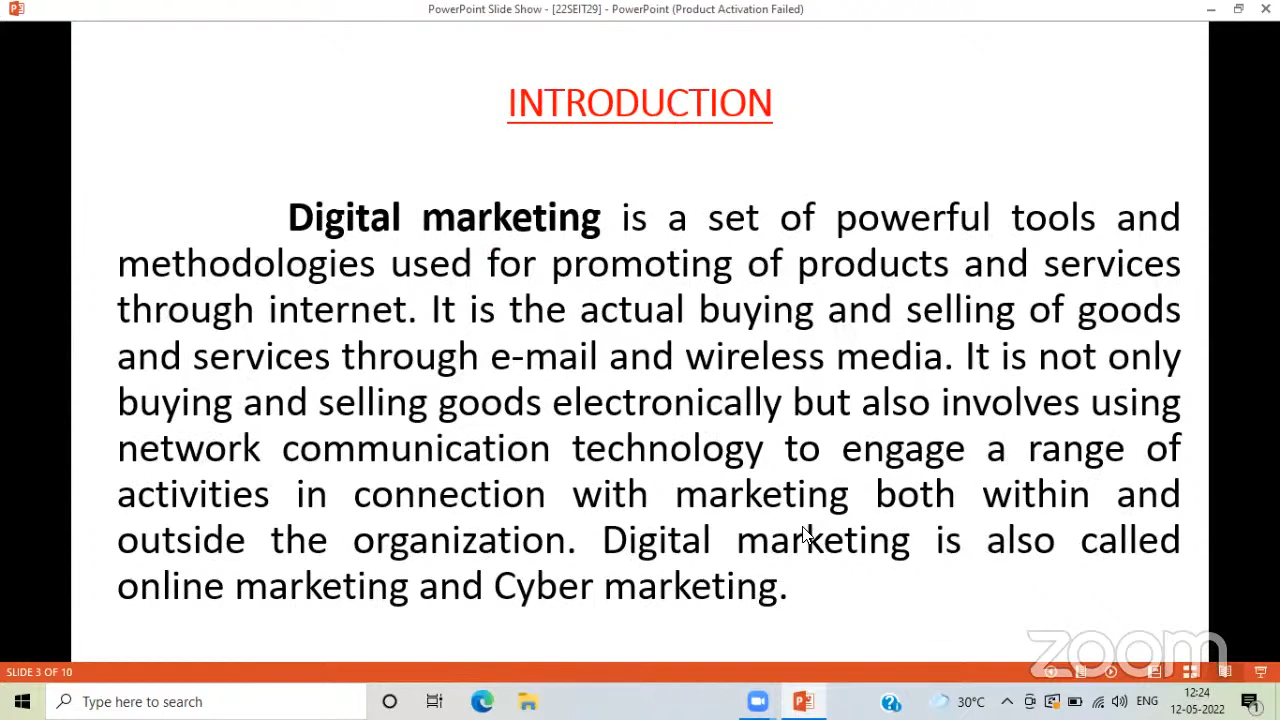 PowerPoint Slide Show - [22SEIT29] - PowerPoint (Product Activation Failed)
INTRODUCTION
Digital marketing is a set of powerful tools and
methodologies used for promoting of products and services
through internet. It is the actual buying and selling of goods
and services through e-mail and wireless media. It is not only
buying and selling goods electronically but also involves using
network communication technology to engage a range of
activities in connection with marketing both within and
outside the organization. Digital marketing is also called
online marketing and Cyber marketing.
zoom
SLIDE 3 OF 10
Type here to search
30°C
ENG
12:24
12-05-2022
1